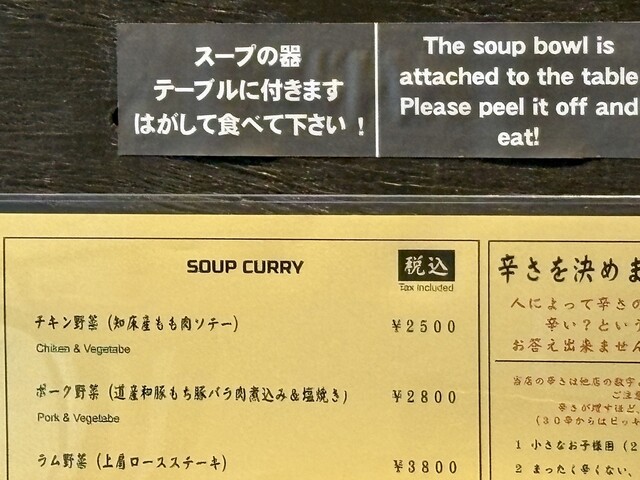 スープの器
テーブルに付きます
はがして食べて下さい！
The soup bowl is
attached to the table
Please peel it off and
eat!
SOUP CURRY
税込
Tax included
チキン野菜（知床産もも肉ソテー）
¥2500
Chiken & Vegetabe
ポーク野菜（道産和豚もち豚バラ肉煮込み&塩焼き）
¥2800
Pork & Vegetabe
ラム野菜（上肩ロースステーキ）
¥3800
辛さを決めま
人によって辛さの
辛い？という
お答え出来ません
当店の辛さは他店の数字
ご注意
辛さが増すほど、
（30辛からはピッキ
1 小さなお子様用（2
2 まったく辛くない、